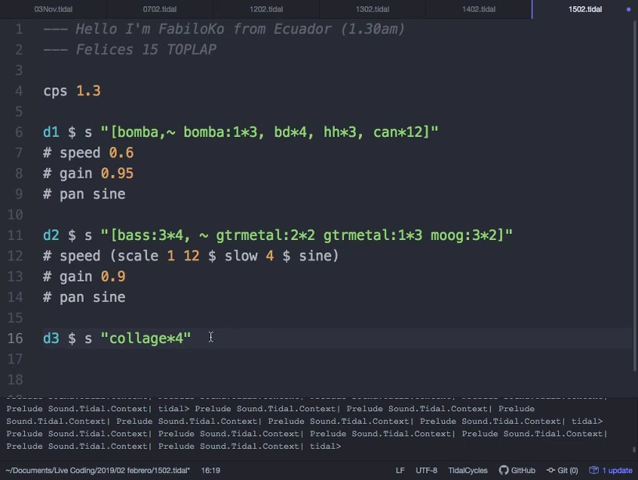 03Nov.tidal 0702.tidal 1202.tidal 1302.tidal 1402.tidal 1502.tidal
1 --- Hello I'm FabiloKo from Ecuador (1.30am)
2 --- Felices 15 TOPLAP
3
4 cps 1.3
5
6 d1 $ s "[bomba,~ bomba:1*3, bd*4, hh*3, can*12]"
7 # speed 0.6
8 # gain 0.95
9 # pan sine
10
11 d2 $ s "[bass:3*4, ~ gtrmetal:2*2 gtrmetal:1*3 moog:3*2]"
12 # speed (scale 1 12 $ slow 4 $ sine)
13 # gain 0.9
14 # pan sine
15
16 d3 $ s "collage*4"
17
18
Prelude Sound.Tidal.Context| tidal> Prelude Sound.Tidal.Context| Prelude Sound.Tidal.Context| Prelude
Sound.Tidal.Context| Prelude Sound.Tidal.Context| Prelude Sound.Tidal.Context| Prelude Sound.Tidal.Context| tidal>
Prelude Sound.Tidal.Context| Prelude Sound.Tidal.Context| Prelude Sound.Tidal.Context| Prelude Sound.Tidal.Context|
Prelude Sound.Tidal.Context| Prelude Sound.Tidal.Context| tidal>
~/Documents/Live Coding/2019/02 febrero/1502.tidal* 16:19 LF UTF-8 TidalCycles GitHub Git (0) 1 update